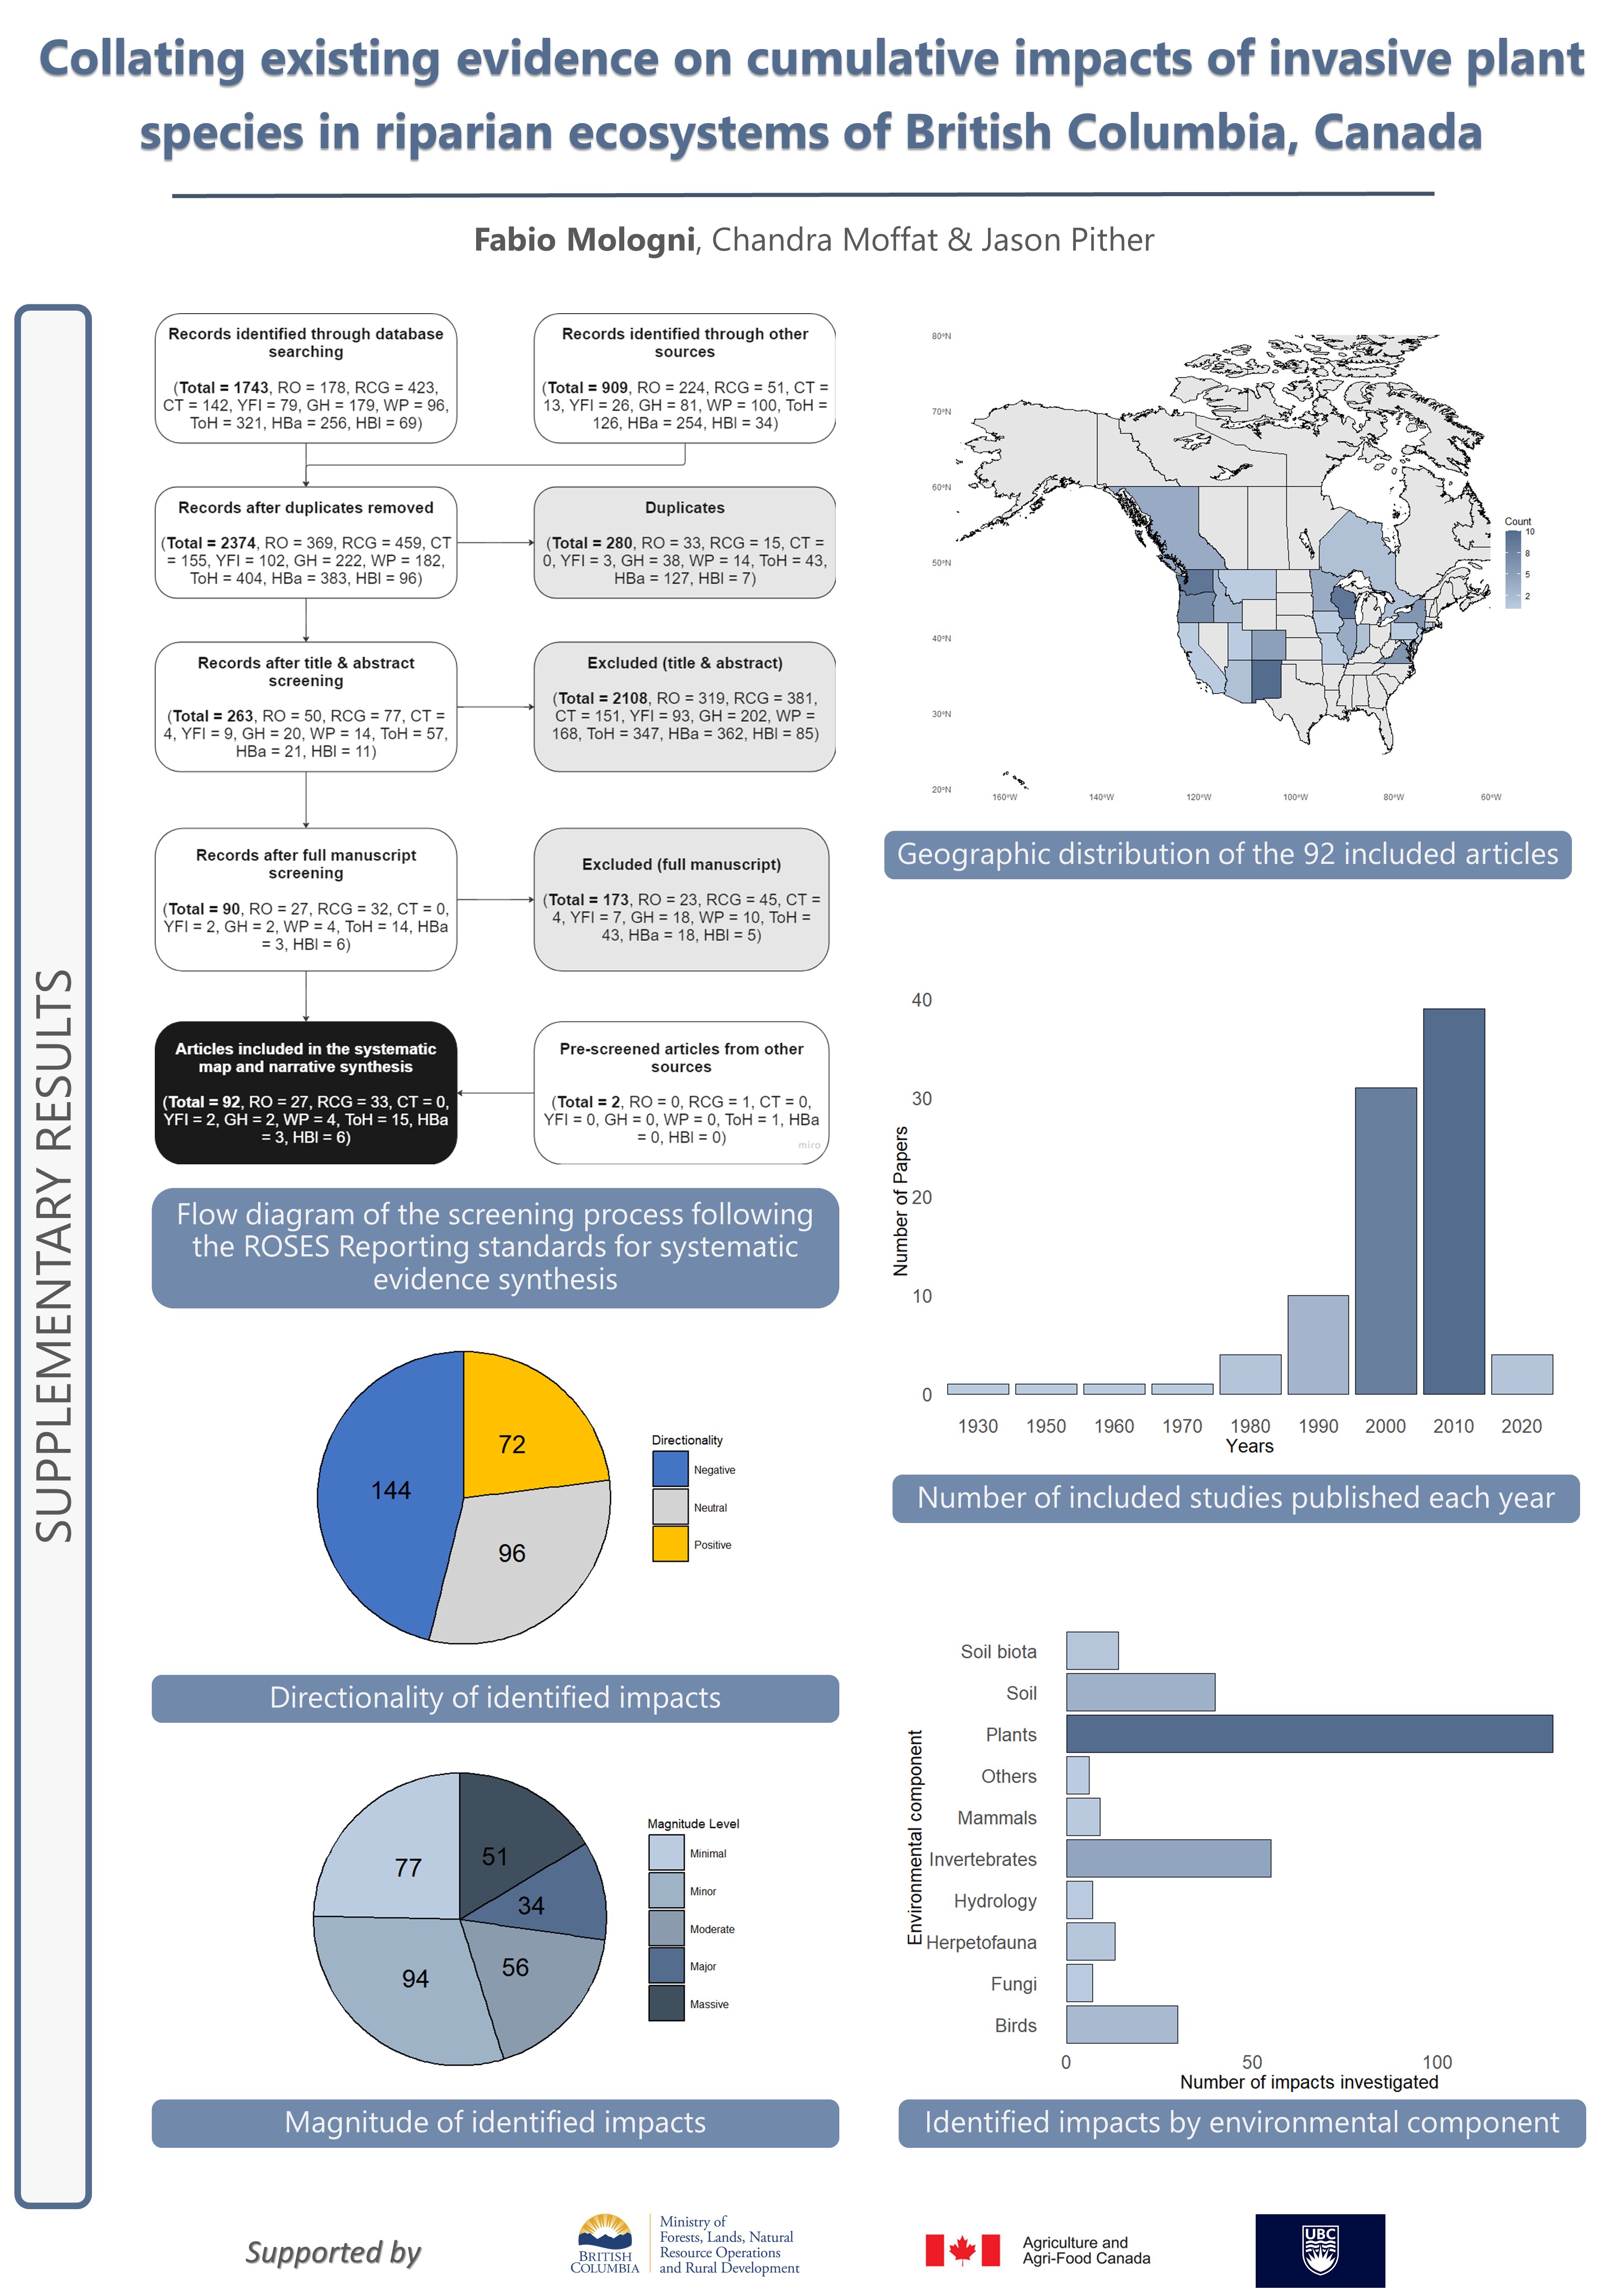 Collating existing evidence on cumulative impacts of invasive plant
species in riparian ecosystems of British Columbia, Canada
Fabio Mologni, Chandra Moffat & Jason Pither
SUPPLEMENTARY RESULTS
Records identified through database
searching
(Total = 1743, RO = 178, RCG = 423,
CT = 142, YFI = 79, GH = 179, WP = 96,
ToH = 321, HBa = 256, HBl = 69)
Records identified through other
sources
(Total = 909, RO = 224, RCG = 51, CT =
13, YFI = 26, GH = 81, WP = 100, ToH =
126, HBa = 254, HBl = 34)
Records after duplicates removed
(Total = 2374, RO = 369, RCG = 459, CT
= 155, YFI = 102, GH = 222, WP = 182,
ToH = 404, HBa = 383, HBl = 96)
Duplicates
(Total = 280, RO = 33, RCG = 15, CT =
0, YFI = 3, GH = 38, WP = 14, ToH = 43,
HBa = 127, HBl = 7)
Records after title & abstract
screening
(Total = 263, RO = 50, RCG = 77, CT =
4, YFI = 9, GH = 20, WP = 14, ToH = 57,
HBa = 21, HBl = 11)
Excluded (title & abstract)
(Total = 2108, RO = 319, RCG = 381,
CT = 151, YFI = 93, GH = 202, WP =
168, ToH = 347, HBa = 362, HBl = 85)
Records after full manuscript
screening
(Total = 90, RO = 27, RCG = 32, CT = 0,
YFI = 2, GH = 2, WP = 4, ToH = 14, HBa
= 3, HBl = 6)
Excluded (full manuscript)
(Total = 173, RO = 23, RCG = 45, CT =
4, YFI = 7, GH = 18, WP = 10, ToH =
43, HBa = 18, HBl = 5)
Articles included in the systematic
map and narrative synthesis
(Total = 92, RO = 27, RCG = 33, CT = 0,
YFI = 2, GH = 2, WP = 4, ToH = 15, HBa
= 3, HBl = 6)
Pre-screened articles from other
sources
(Total = 2, RO = 0, RCG = 1, CT = 0,
YFI = 0, GH = 0, WP = 0, ToH = 1, HBa
= 0, HBl = 0)
miro
Flow diagram of the screening process following
the ROSES Reporting standards for systematic
evidence synthesis
80°N
70°N
60°N
50°N
40°N
30°N
20°N
160°W 140°W 120°W 100°W 80°W 60°W
Count
10
8
5
2
Geographic distribution of the 92 included articles
Number of Papers
40
30
20
10
0
1930 1950 1960 1970 1980 1990 2000 2010 2020
Years
Number of included studies published each year
144
72
96
Directionality
Negative
Neutral
Positive
Directionality of identified impacts
77
51
34
56
94
Magnitude Level
Minimal
Minor
Moderate
Major
Massive
Magnitude of identified impacts
Environmental component
Soil biota
Soil
Plants
Others
Mammals
Invertebrates
Hydrology
Herpetofauna
Fungi
Birds
0 50 100
Number of impacts investigated
Identified impacts by environmental component
Supported by
BRITISH
COLUMBIA
Ministry of
Forests, Lands, Natural
Resource Operations
and Rural Development
Agriculture and
Agri-Food Canada
UBC